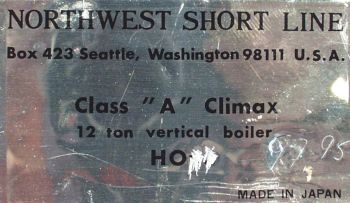 NORTHWEST SHORT LINE
Box 423 Seattle, Washington 98111 U.S.A.
Class "A" Climax
12 ton vertical boiler
HO
MADE IN JAPAN